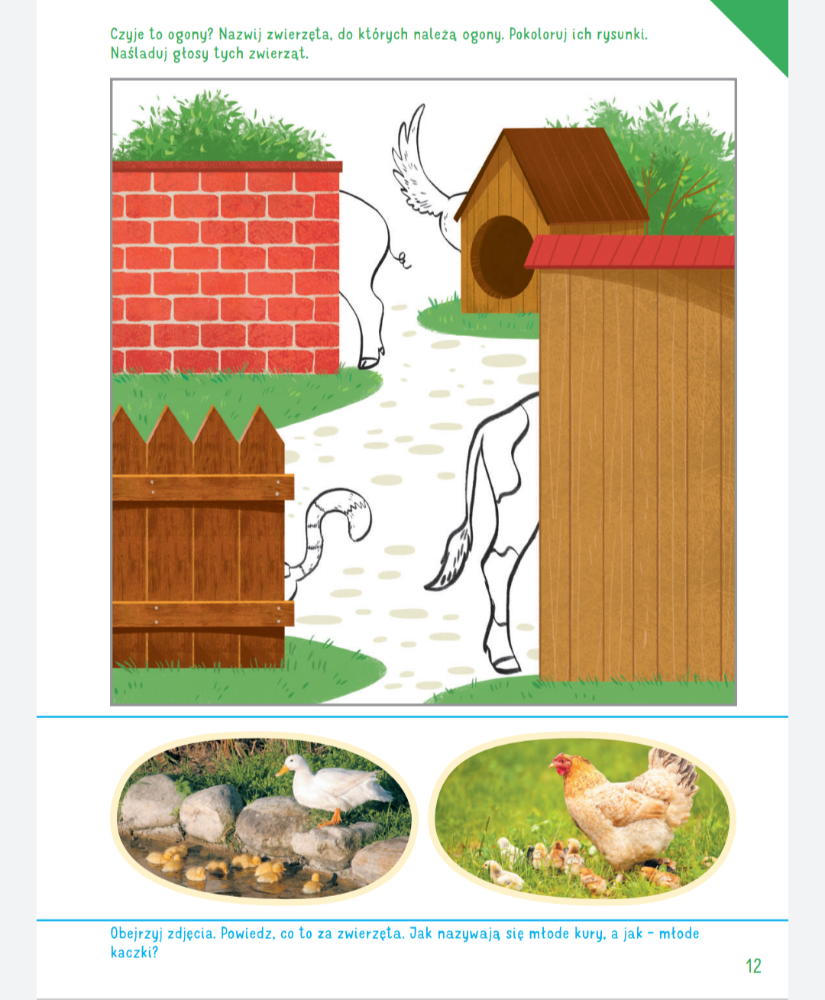 Czyje to ogony? Nazwij zwierzęta, do których należą ogony. Pokoloruj ich rysunki.
Naśladuj głosy tych zwierząt.
Obejrzyj zdjęcia. Powiedz, co to za zwierzęta. Jak nazywają się młode kury, a jak – młode
kaczki?
12